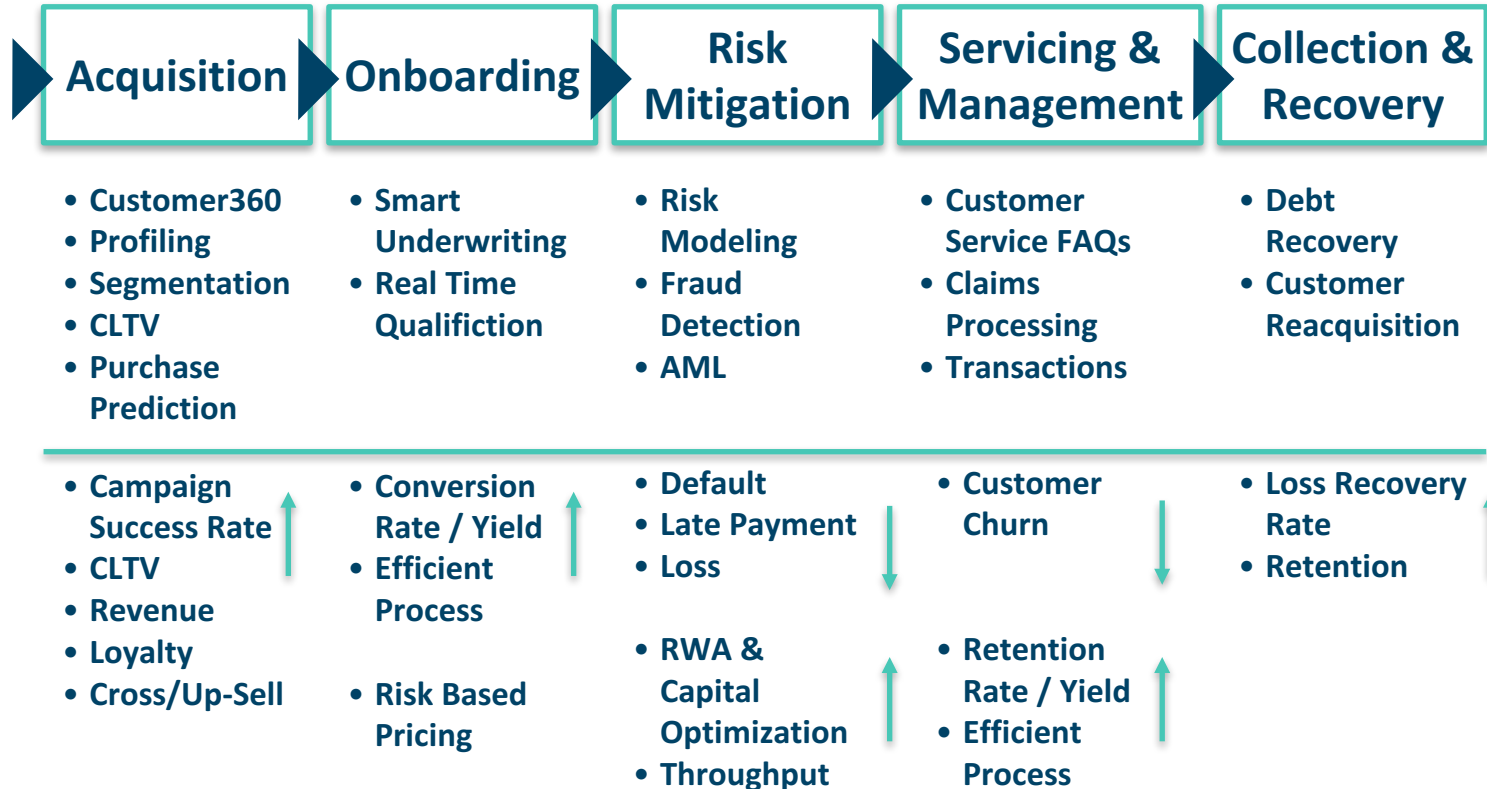 Acquisition
Onboarding
Risk
Mitigation
Servicing &
Management
Collection &
Recovery
• Customer360
• Profiling
• Segmentation
• CLTV
• Purchase
Prediction
• Smart
Underwriting
• Real Time
Qualifiction
• Risk
Modeling
• Fraud
Detection
• AML
• Customer
Service FAQs
• Claims
Processing
• Transactions
• Debt
Recovery
• Customer
Reacquisition
• Campaign
Success Rate
• CLTV
• Revenue
• Loyalty
• Cross/Up-Sell
• Conversion
Rate / Yield
• Efficient
Process
• Risk Based
Pricing
• Default
• Late Payment
• Loss
• RWA &
Capital
Optimization
• Throughput
• Customer
Churn
• Retention
Rate / Yield
• Efficient
Process
• Loss Recovery
Rate
• Retention